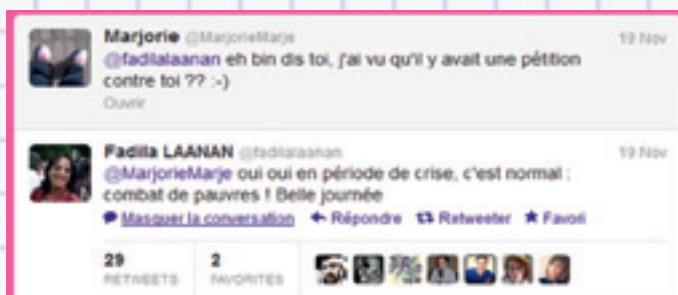 Marjorie @MarjorieMarje 19 Nov
@fadilalaanan eh bin dis toi, j'ai vu qu'il y avait une pétition
contre toi ?? :-)
Ouvrir
Fadila LAANAN @fadilalaanan 19 Nov
@MarjorieMarje oui oui en période de crise, c'est normal :
combat de pauvres ! Belle journée
Masquer la conversation Répondre Retweeter Favori
29 2
RETWEETS FAVORITES